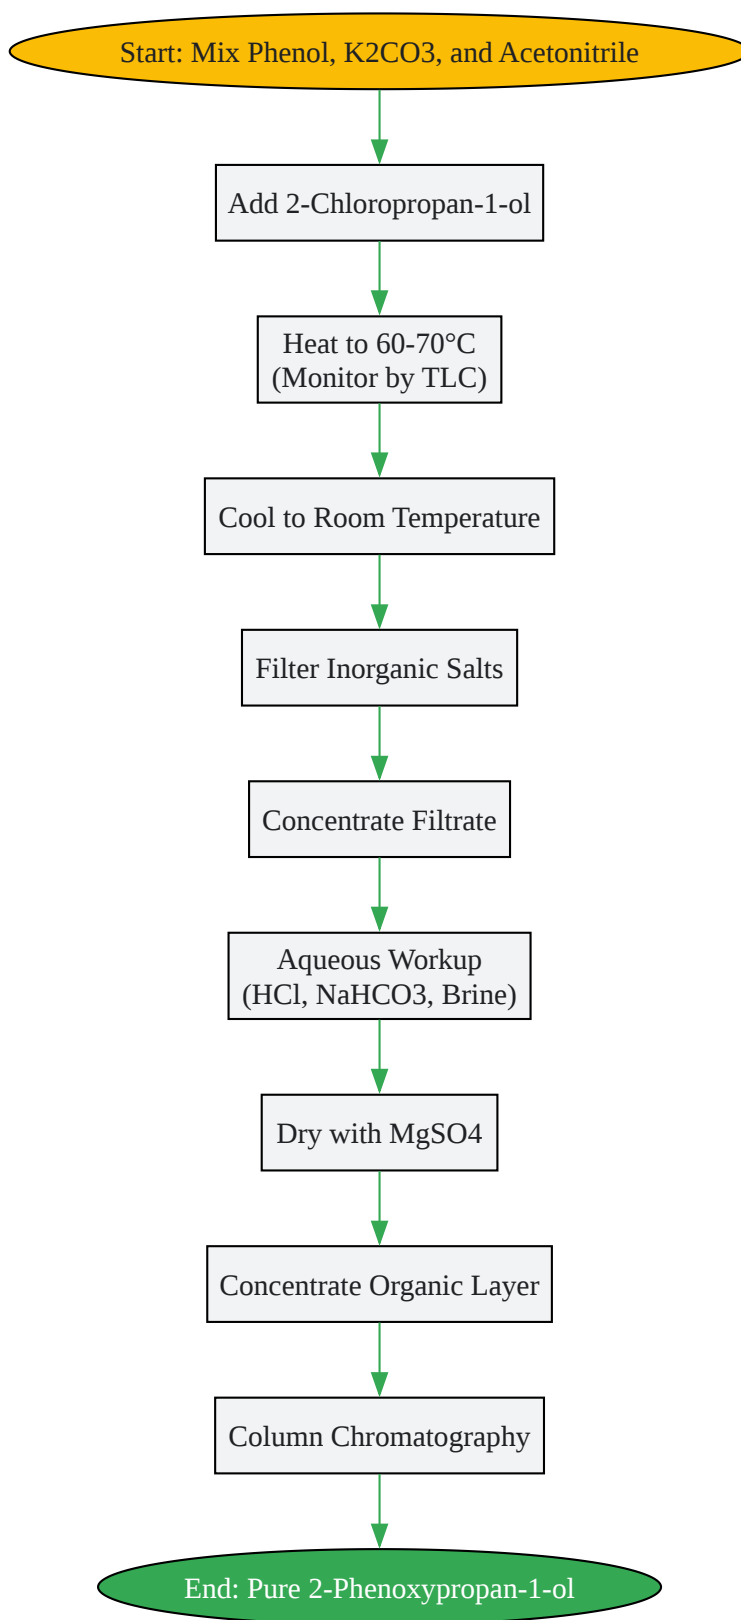 Start: Mix Phenol, K2CO3, and Acetonitrile
Add 2-Chloropropan-1-ol
Heat to 60-70°C
(Monitor by TLC)
Cool to Room Temperature
Filter Inorganic Salts
Concentrate Filtrate
Aqueous Workup
(HCl, NaHCO3, Brine)
Dry with MgSO4
Concentrate Organic Layer
Column Chromatography
End: Pure 2-Phenoxypropan-1-ol